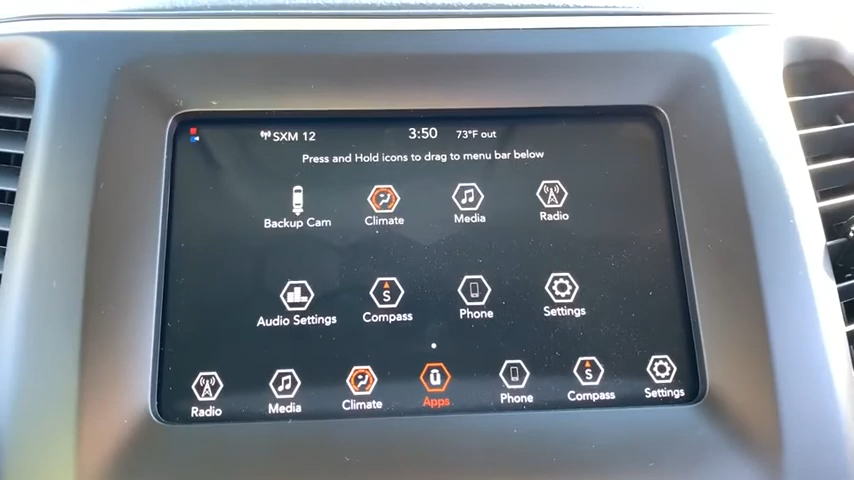 SXM 12 3:50 73°F out
Press and Hold icons to drag to menu bar below
Backup Cam Climate Media Radio
S
Audio Settings Compass Phone Settings
ū S
Radio Media Climate Apps Phone Compass Settings